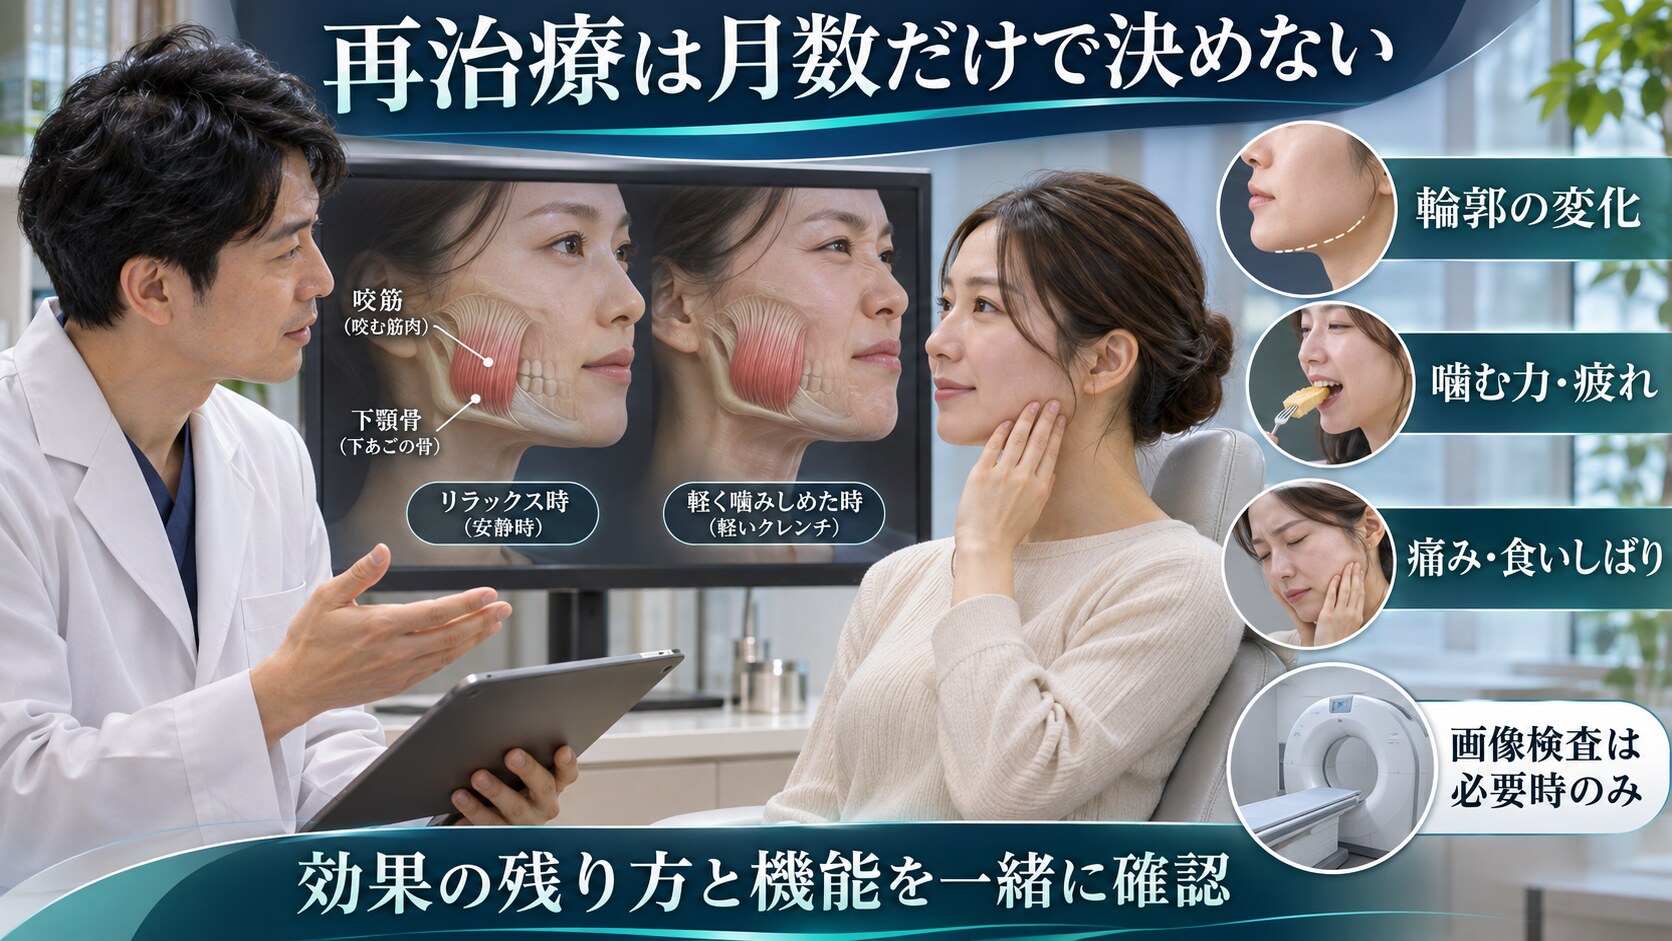 再治療は月数だけで決めない
咬筋
(咬む筋肉)
下顎骨
(下あごの骨)
リラックス時
(安静時)
軽く噛みしめた時
(軽いクレンチ)
輪郭の変化
噛む力・疲れ
痛み・食いしばり
画像検査は
必要時のみ
効果の残り方と機能を一緒に確認